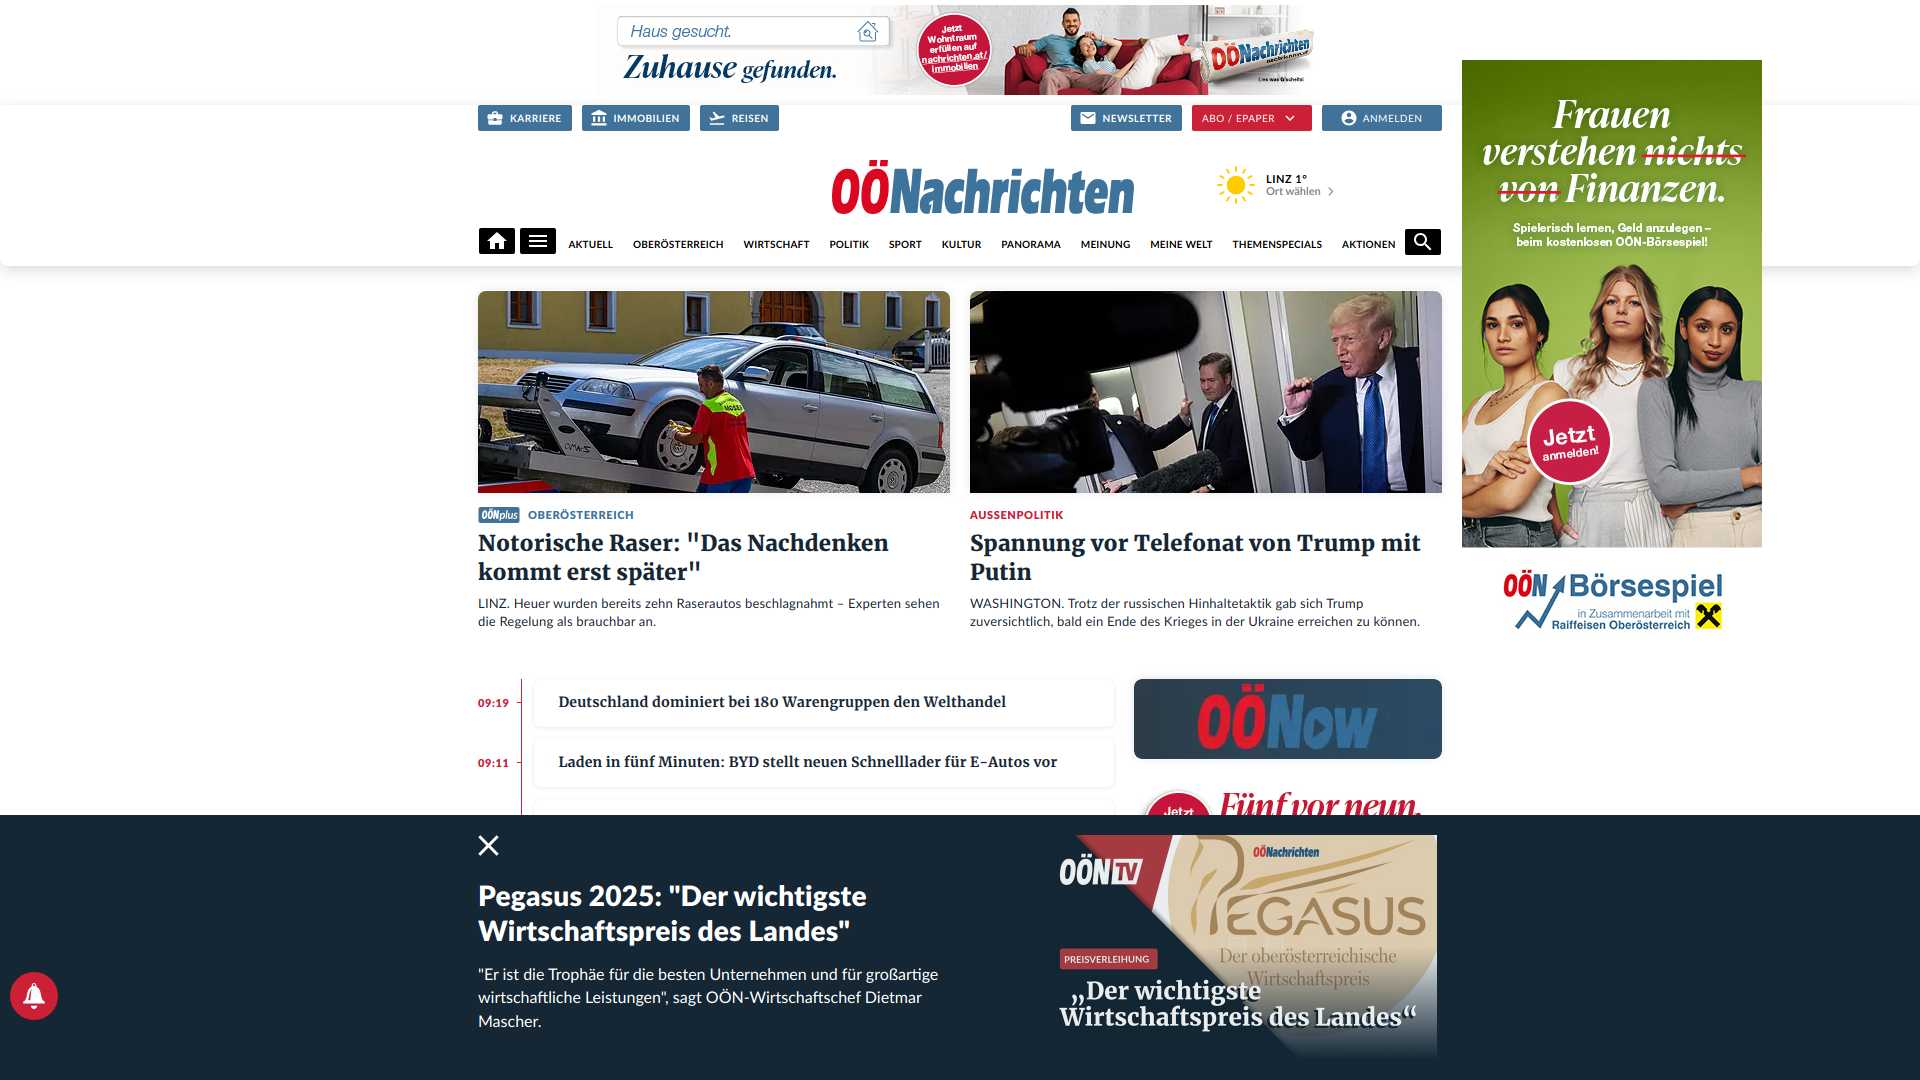 Haus gesucht.
Zuhause gefunden.
Jetzt
Wohntraum
erfüllen auf
nachrichten.at/
immobilien
OÖNachrichten
Lies was G'scheits!
KARRIERE
IMMOBILIEN
REISEN
NEWSLETTER
ABO / EPAPER
ANMELDEN
OÖNachrichten
LINZ 1°
Ort wählen
AKTUELL
OBERÖSTERREICH
WIRTSCHAFT
POLITIK
SPORT
KULTUR
PANORAMA
MEINUNG
MEINE WELT
THEMENSPECIALS
AKTIONEN
Frauen
verstehen nichts
von Finanzen.
Spielerisch lernen, Geld anzulegen –
beim kostenlosen OÖN-Börsespiel!
Jetzt
anmelden!
OÖN Börsespiel
in Zusammenarbeit mit
Raiffeisen Oberösterreich
MOSER
OÖNplus OBERÖSTERREICH
Notorische Raser: "Das Nachdenken
kommt erst später"
LINZ. Heuer wurden bereits zehn Raserautos beschlagnahmt – Experten sehen
die Regelung als brauchbar an.
AUSSENPOLITIK
Spannung vor Telefonat von Trump mit
Putin
WASHINGTON. Trotz der russischen Hinhaltetaktik gab sich Trump
zuversichtlich, bald ein Ende des Krieges in der Ukraine erreichen zu können.
09:19
Deutschland dominiert bei 180 Warengruppen den Welthandel
09:11
Laden in fünf Minuten: BYD stellt neuen Schnelllader für E-Autos vor
OÖNow
Jetzt
Fünf vor neun.
Pegasus 2025: "Der wichtigste
Wirtschaftspreis des Landes"
"Er ist die Trophäe für die besten Unternehmen und für großartige
wirtschaftliche Leistungen", sagt OÖN-Wirtschaftschef Dietmar
Mascher.
OÖN TV
OÖNachrichten
PEGASUS
Der oberösterreichische
Wirtschaftspreis
PREISVERLEIHUNG
„Der wichtigste
Wirtschaftspreis des Landes“